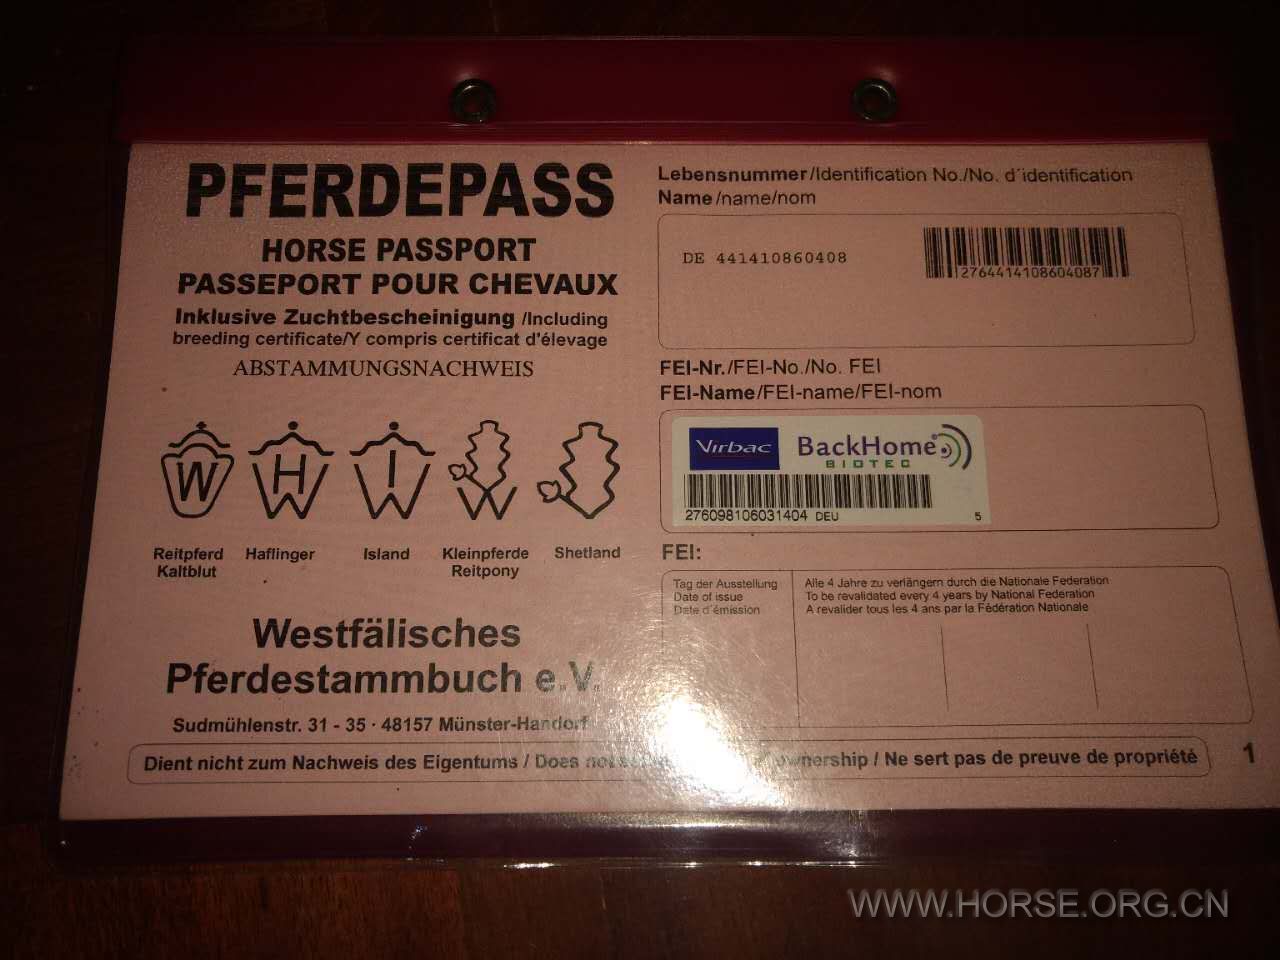 PFERDEPASS
HORSE PASSPORT
PASSEPORT POUR CHEVAUX
Inklusive Zuchtbescheinigung /Including
breeding certificate/Y compris certificat d'élevage
ABSTAMMUNGSNACHWEIS
W H W I W W
Reitpferd
Kaltblut
Haflinger
Island
Kleinpferde
Reitpony
Shetland
Westfälisches
Pferdestammbuch e.V.
Sudmühlenstr. 31 - 35 · 48157 Münster-Handorf
Lebensnummer/Identification No./No. d´identification
Name/name/nom
DE 441410860408
2764414108604087
FEI-Nr./FEI-No./No. FEI
FEI-Name/FEI-name/FEI-nom
Virbac BackHome
BIOTEC
276098106031404 DEU 5
FEI:
Tag der Ausstellung
Date of issue
Date d´émission
Alle 4 Jahre zu verlängern durch die Nationale Federation
To be revalidated every 4 years by National Federation
A revalider tous les 4 ans par la Fédération Nationale
Dient nicht zum Nachweis des Eigentums / Does not ownership / Ne sert pas de preuve de propriété
1
WWW.HORSE.ORG.CN